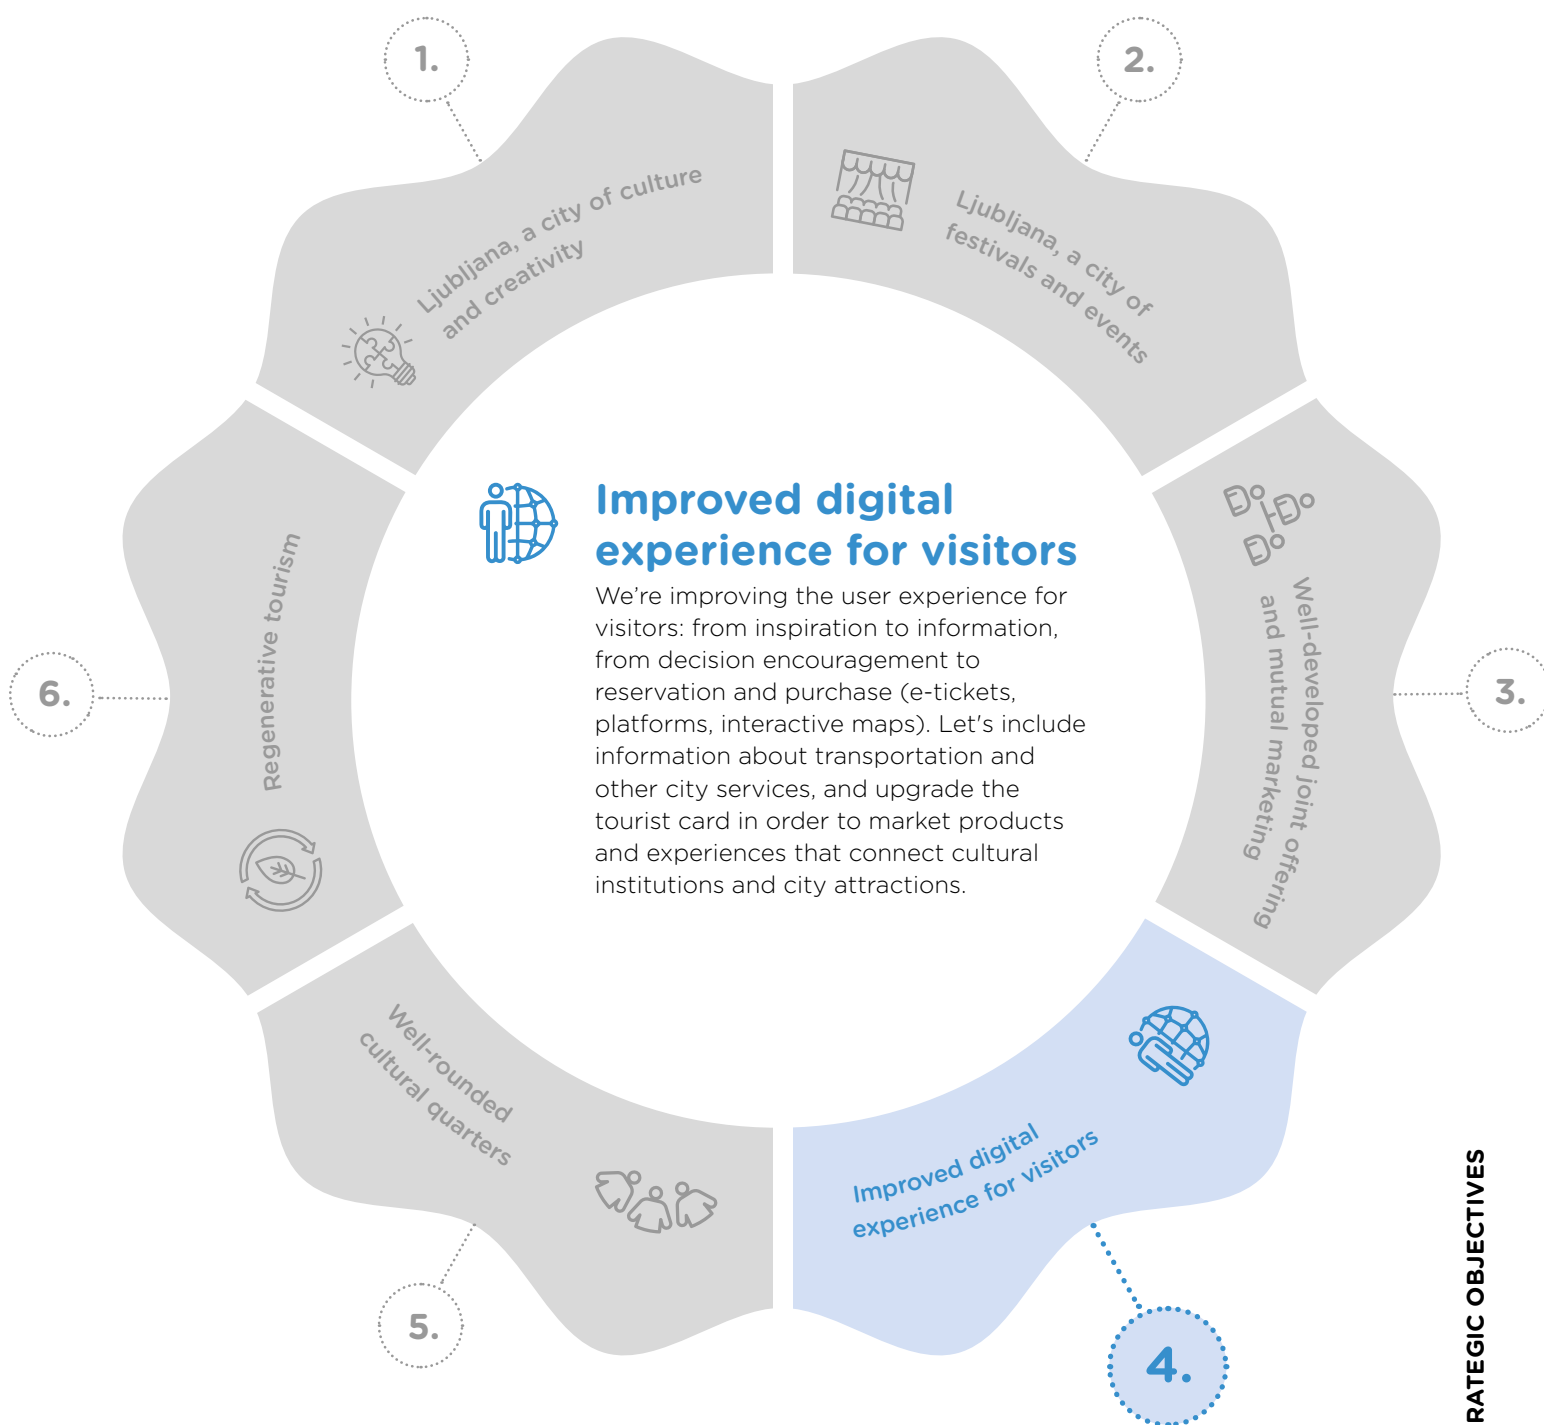 1.
Ljubljana, a city of culture
and creativity
2.
Ljubljana, a city of
festivals and events
3.
Well-developed joint offering
and mutual marketing
Improved digital
experience for visitors
We’re improving the user experience for
visitors: from inspiration to information,
from decision encouragement to
reservation and purchase (e-tickets,
platforms, interactive maps). Let's include
information about transportation and
other city services, and upgrade the
tourist card in order to market products
and experiences that connect cultural
institutions and city attractions.
4.
Improved digital
experience for visitors
5.
Well-rounded
cultural quarters
6.
Regenerative tourism
RATEGIC OBJECTIVES